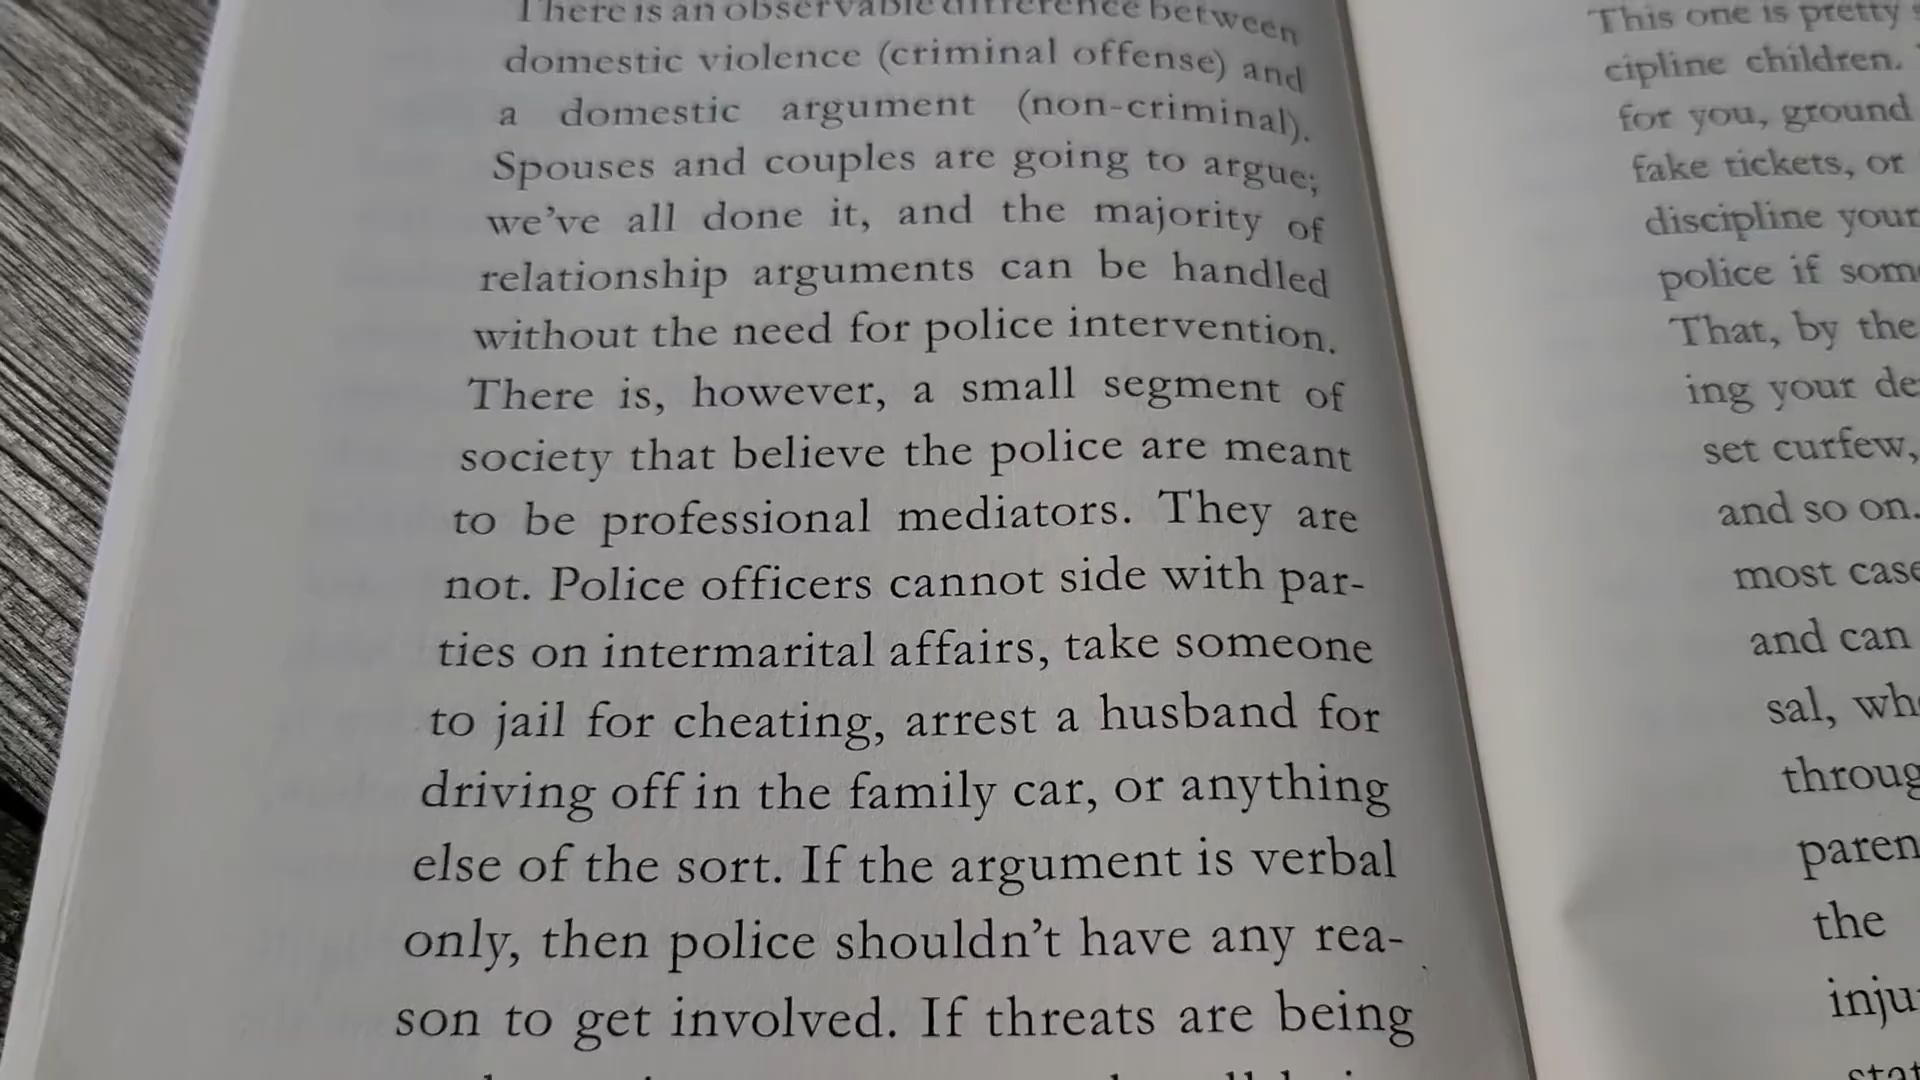 There is an observable difference between
domestic violence (criminal offense) and
a domestic argument (non-criminal).
Spouses and couples are going to argue;
we've all done it, and the majority of
relationship arguments can be handled
without the need for police intervention.
There is, however, a small segment of
society that believe the police are meant
to be professional mediators. They are
not. Police officers cannot side with par-
ties on intermarital affairs, take someone
to jail for cheating, arrest a husband for
driving off in the family car, or anything
else of the sort. If the argument is verbal
only, then police shouldn't have any rea-
son to get involved. If threats are being
This one is pretty
cipline children.
for you, ground
fake tickets, or
discipline your
police if
That, by the
ing your
set curfew,
and so on.
most
and can
sal,
the